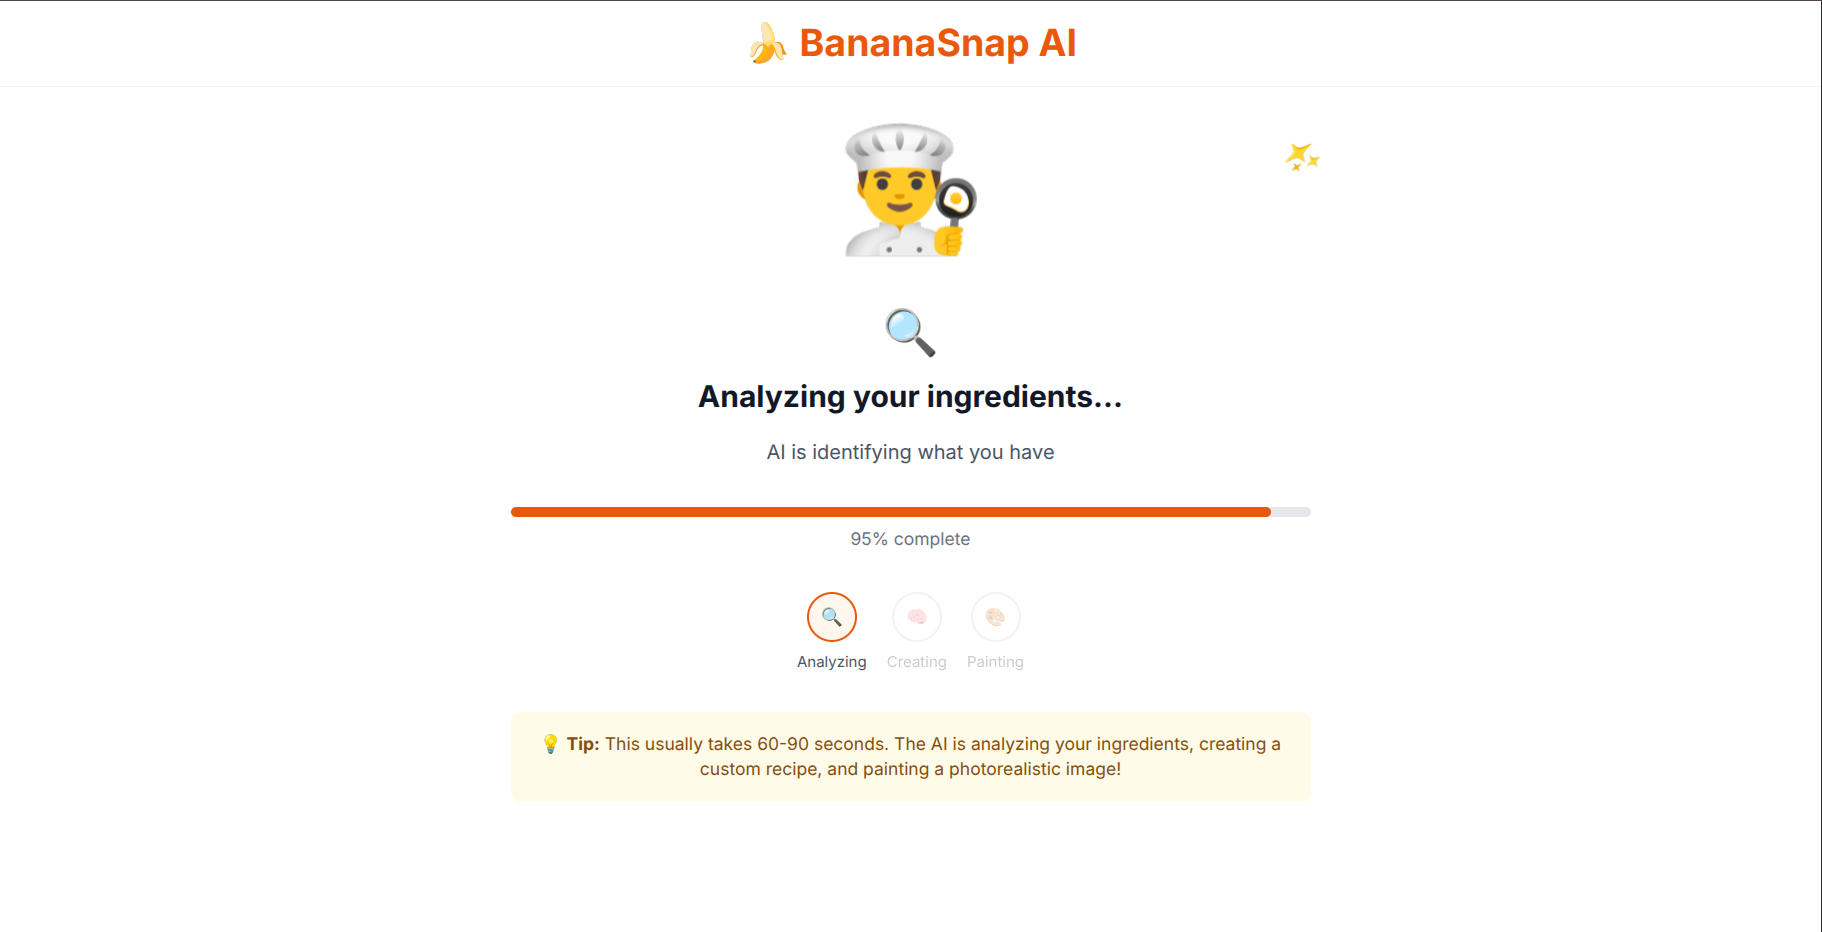 BananaSnap AI
Analyzing your ingredients...
AI is identifying what you have
95% complete
Analyzing Creating Painting
Tip: This usually takes 60-90 seconds. The AI is analyzing your ingredients, creating a
custom recipe, and painting a photorealistic image!